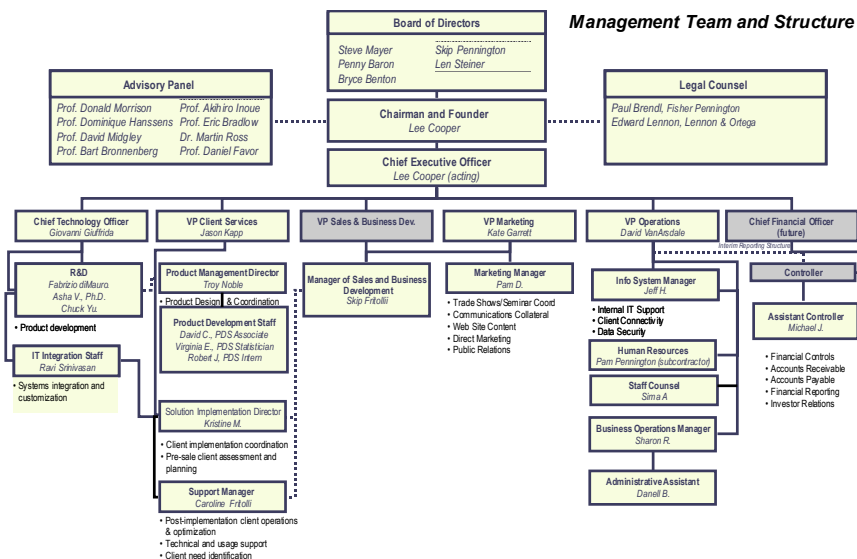 Management Team and Structure
Board of Directors
Steve Mayer
Skip Pennington
Penny Baron
Len Steiner
Bryce Benton
Advisory Panel
Prof. Donald Morrison
Prof. Akihiro Inoue
Prof. Dominique Hanssens
Prof. Eric Bradlow
Prof. David Midgley
Dr. Martin Ross
Prof. Bart Bronnenberg
Prof. Daniel Favor
Legal Counsel
Paul Brendl, Fisher Pennington
Edward Lennon, Lennon & Ortega
Chairman and Founder
Lee Cooper
Chief Executive Officer
Lee Cooper (acting)
Chief Technology Officer
Giovanni Giuffrida
VP Client Services
Jason Kapp
VP Sales & Business Dev.
VP Marketing
Kate Garrett
VP Operations
David VanArsdale
Chief Financial Officer
(future)
Interim Reporting Structure
R&D
Fabrizio diMauro.
Asha V., Ph.D.
Chuck Yu.
• Product development
IT Integration Staff
Ravi Srinivasan
• Systems integration and
customization
Product Management Director
Troy Noble
• Product Design & Coordination
Product Development Staff
David C., PDS Associate
Virginia E., PDS Statistician
Robert J, PDS Intern
Solution Implementation Director
Kristine M.
• Client implementation coordination
• Pre-sale client assessment and
planning
Support Manager
Caroline Fritolli
• Post-implementation client operations
& optimization
• Technical and usage support
• Client need identification
Manager of Sales and Business
Development
Skip Fritollii
Marketing Manager
Pam D.
• Trade Shows/Seminar Coord
• Communications Collateral
• Web Site Content
• Direct Marketing
• Public Relations
Info System Manager
Jeff H.
• Internal IT Support
• Client Connectivity
• Data Security
Human Resources
Pam Pennington (subcontractor)
Staff Counsel
Sima A
Business Operations Manager
Sharon R.
Administrative Assistant
Danell B.
Controller
Assistant Controller
Michael J.
• Financial Controls
• Accounts Receivable
• Accounts Payable
• Financial Reporting
• Investor Relations